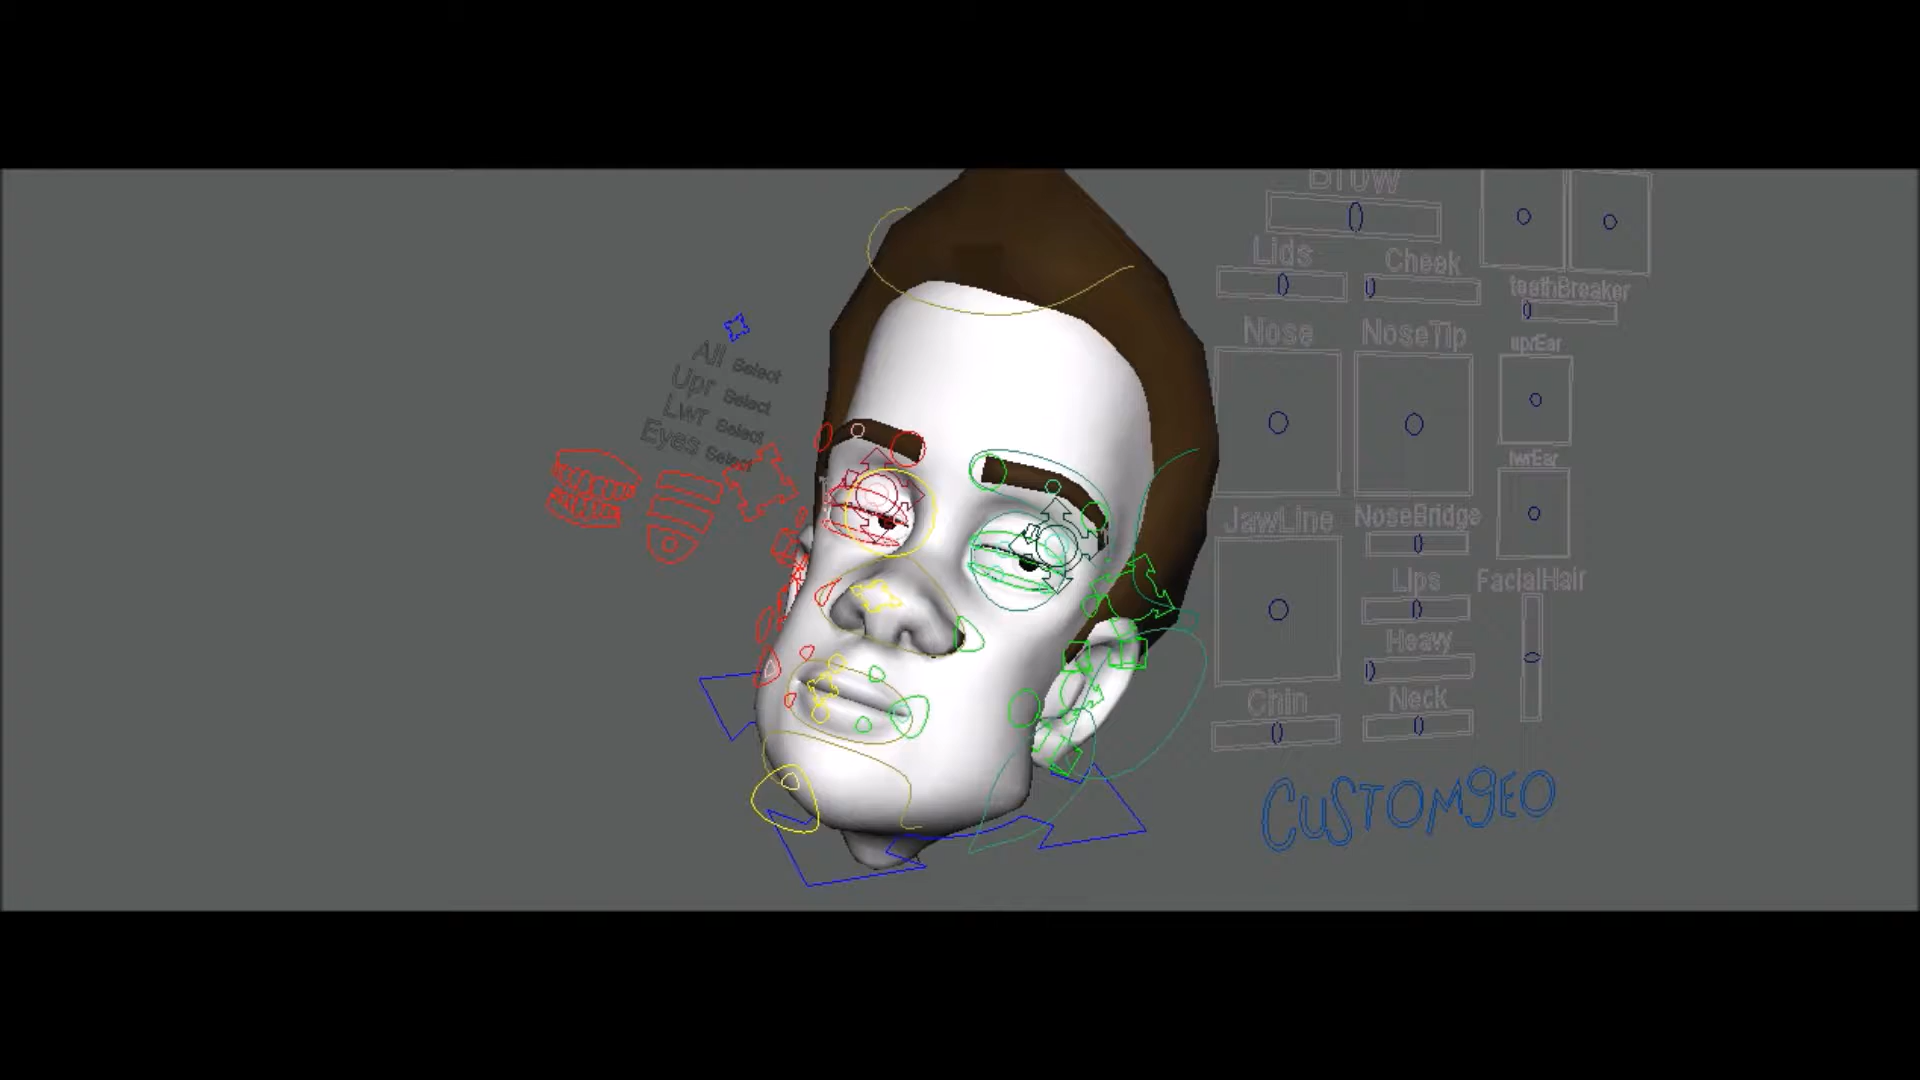 Brow
Lids
Cheek
teethBreaker
All Select
Upr Select
Lwr Select
Eyes Select
Nose
NoseTip
uprEar
lwrEar
JawLine
NoseBridge
Lips
FacialHair
Heavy
Chin
Neck
CUSTOMgEO